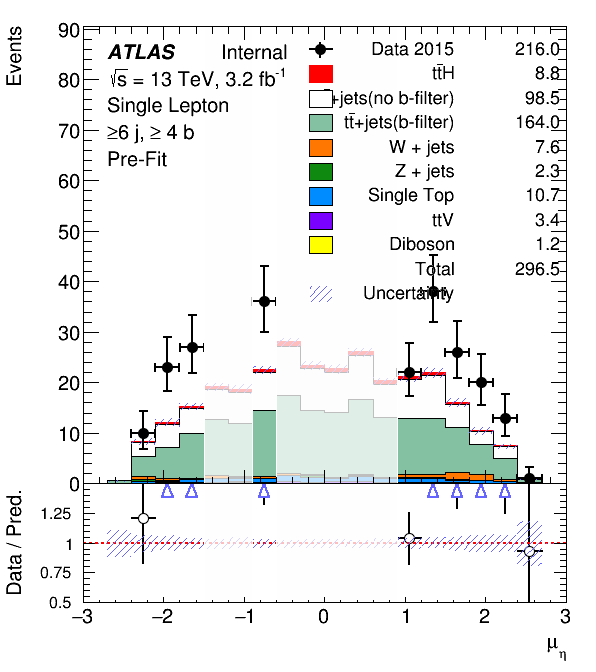 Events
90
80
70
60
50
40
30
20
10
0
ATLAS Internal
√s = 13 TeV, 3.2 fb⁻¹
Single Lepton
≥6 j, ≥ 4 b
Pre-Fit
Data 2015 216.0
tt̄H 8.8
+jets(no b-filter) 98.5
tt̄+jets(b-filter) 164.0
W + jets 7.6
Z + jets 2.3
Single Top 10.7
ttV 3.4
Diboson 1.2
Total 296.5
Uncertainty
Data / Pred.
1.25
1
0.75
0.5
−3 −2 −1 0 1 2 3
μ_η